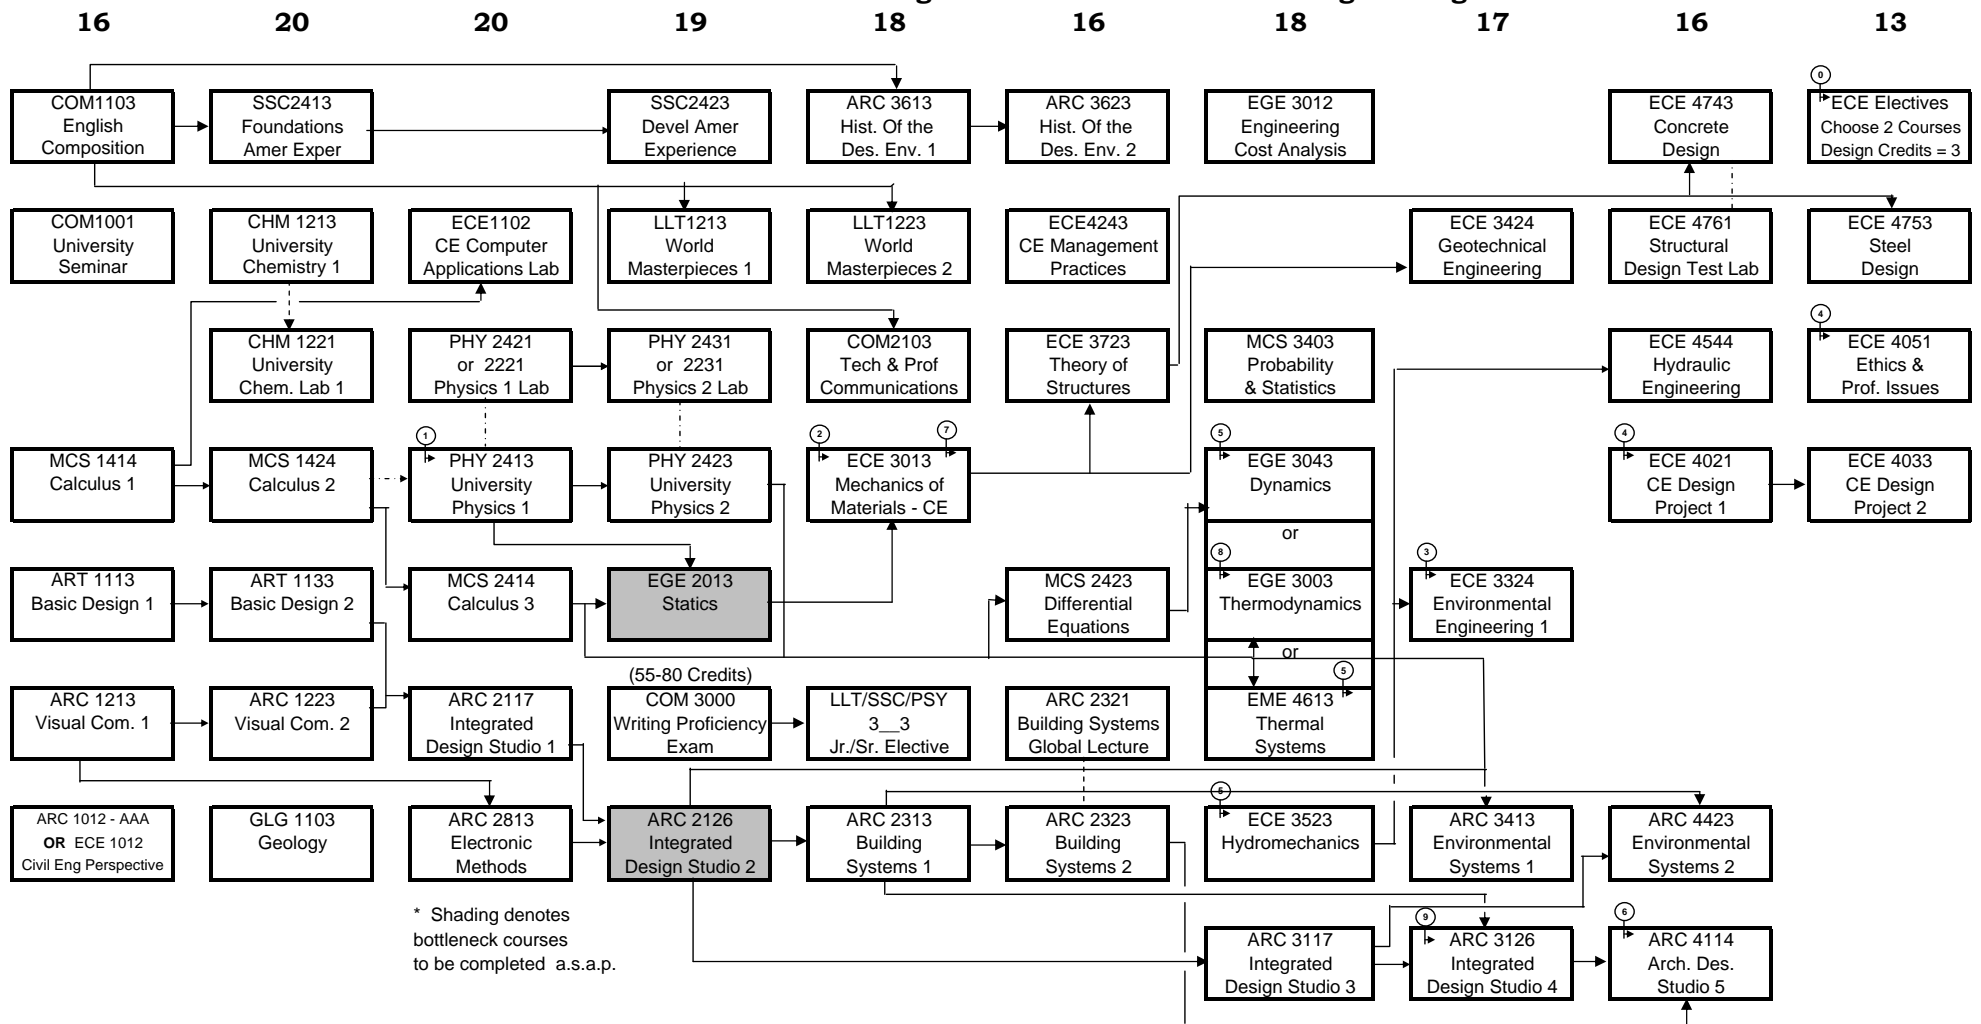 16 20 20 19 18 16 18 17 16 13
COM1103
English
Composition
SSC2413
Foundations
Amer Exper
SSC2423
Devel Amer
Experience
ARC 3613
Hist. Of the
Des. Env. 1
ARC 3623
Hist. Of the
Des. Env. 2
EGE 3012
Engineering
Cost Analysis
ECE 4743
Concrete
Design
0
ECE Electives
Choose 2 Courses
Design Credits = 3
COM1001
University
Seminar
CHM 1213
University
Chemistry 1
ECE1102
CE Computer
Applications Lab
LLT1213
World
Masterpieces 1
LLT1223
World
Masterpieces 2
ECE4243
CE Management
Practices
ECE 3424
Geotechnical
Engineering
ECE 4761
Structural
Design Test Lab
ECE 4753
Steel
Design
CHM 1221
University
Chem. Lab 1
PHY 2421
or 2221
Physics 1 Lab
PHY 2431
or 2231
Physics 2 Lab
COM2103
Tech & Prof
Communications
ECE 3723
Theory of
Structures
MCS 3403
Probability
& Statistics
ECE 4544
Hydraulic
Engineering
4
ECE 4051
Ethics &
Prof. Issues
MCS 1414
Calculus 1
MCS 1424
Calculus 2
1
PHY 2413
University
Physics 1
PHY 2423
University
Physics 2
2
7
ECE 3013
Mechanics of
Materials - CE
5
EGE 3043
Dynamics
or
4
ECE 4021
CE Design
Project 1
ECE 4033
CE Design
Project 2
ART 1113
Basic Design 1
ART 1133
Basic Design 2
MCS 2414
Calculus 3
EGE 2013
Statics
MCS 2423
Differential
Equations
8
EGE 3003
Thermodynamics
or
3
ECE 3324
Environmental
Engineering 1
ARC 1213
Visual Com. 1
ARC 1223
Visual Com. 2
ARC 2117
Integrated
Design Studio 1
(55-80 Credits)
COM 3000
Writing Proficiency
Exam
LLT/SSC/PSY
3__3
Jr./Sr. Elective
ARC 2321
Building Systems
Global Lecture
5
EME 4613
Thermal
Systems
ARC 1012 - AAA
OR ECE 1012
Civil Eng Perspective
GLG 1103
Geology
ARC 2813
Electronic
Methods
ARC 2126
Integrated
Design Studio 2
ARC 2313
Building
Systems 1
ARC 2323
Building
Systems 2
5
ECE 3523
Hydromechanics
ARC 3413
Environmental
Systems 1
ARC 4423
Environmental
Systems 2
* Shading denotes
bottleneck courses
to be completed a.s.a.p.
ARC 3117
Integrated
Design Studio 3
9
ARC 3126
Integrated
Design Studio 4
6
ARC 4114
Arch. Des.
Studio 5